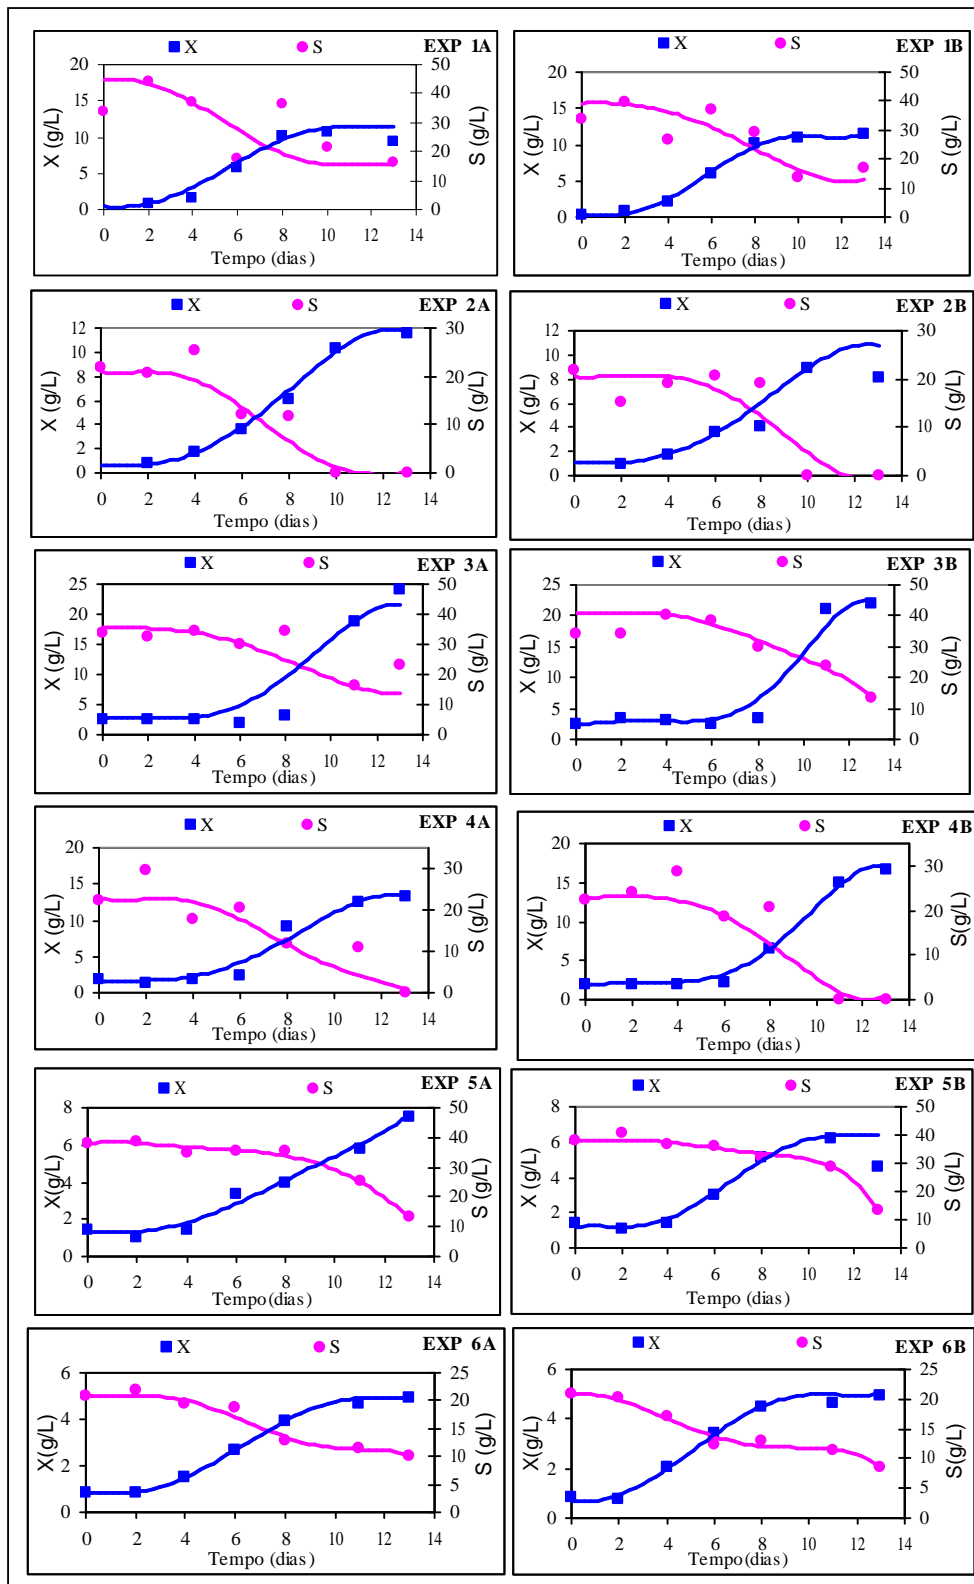 X S EXP 1A
20 15 10 5 0
X (g/L)
50 40 30 20 10 0
S (g/L)
0 2 4 6 8 10 12 14
Tempo (dias)
X S EXP 1B
20 15 10 5 0
X (g/L)
50 40 30 20 10 0
S (g/L)
0 2 4 6 8 10 12 14
Tempo (dias)
X S EXP 2A
12 10 8 6 4 2 0
X (g/L)
30 20 10 0
S (g/L)
0 2 4 6 8 10 12 14
Tempo (dias)
X S EXP 2B
12 10 8 6 4 2 0
X (g/L)
30 20 10 0
S (g/L)
0 2 4 6 8 10 12 14
Tempo (dias)
X S EXP 3A
25 20 15 10 5 0
X (g/L)
50 40 30 20 10 0
S (g/L)
0 2 4 6 8 10 12 14
Tempo (dias)
X S EXP 3B
25 20 15 10 5 0
X (g/L)
50 40 30 20 10 0
S (g/L)
0 2 4 6 8 10 12 14
Tempo (dias)
X S EXP 4A
20 15 10 5 0
X (g/L)
30 20 10 0
S (g/L)
0 2 4 6 8 10 12 14
Tempo (dias)
X S EXP 4B
20 15 10 5 0
X(g/L)
30 20 10 0
S(g/L)
0 2 4 6 8 10 12 14
Tempo (dias)
X S EXP 5A
8 6 4 2 0
X(g/L)
50 40 30 20 10 0
S (g/L)
0 2 4 6 8 10 12 14
Tempo(dias)
X S EXP 5B
8 6 4 2 0
X(g/L)
50 40 30 20 10 0
S (g/L)
0 2 4 6 8 10 12 14
Tempo (dias)
X S EXP 6A
6 4 2 0
X(g/L)
25 20 15 10 5 0
S (g/L)
0 2 4 6 8 10 12 14
Tempo (dias)
X S EXP 6B
6 4 2 0
X(g/L)
25 20 15 10 5 0
S (g/L)
0 2 4 6 8 10 12 14
Tempo (dias)